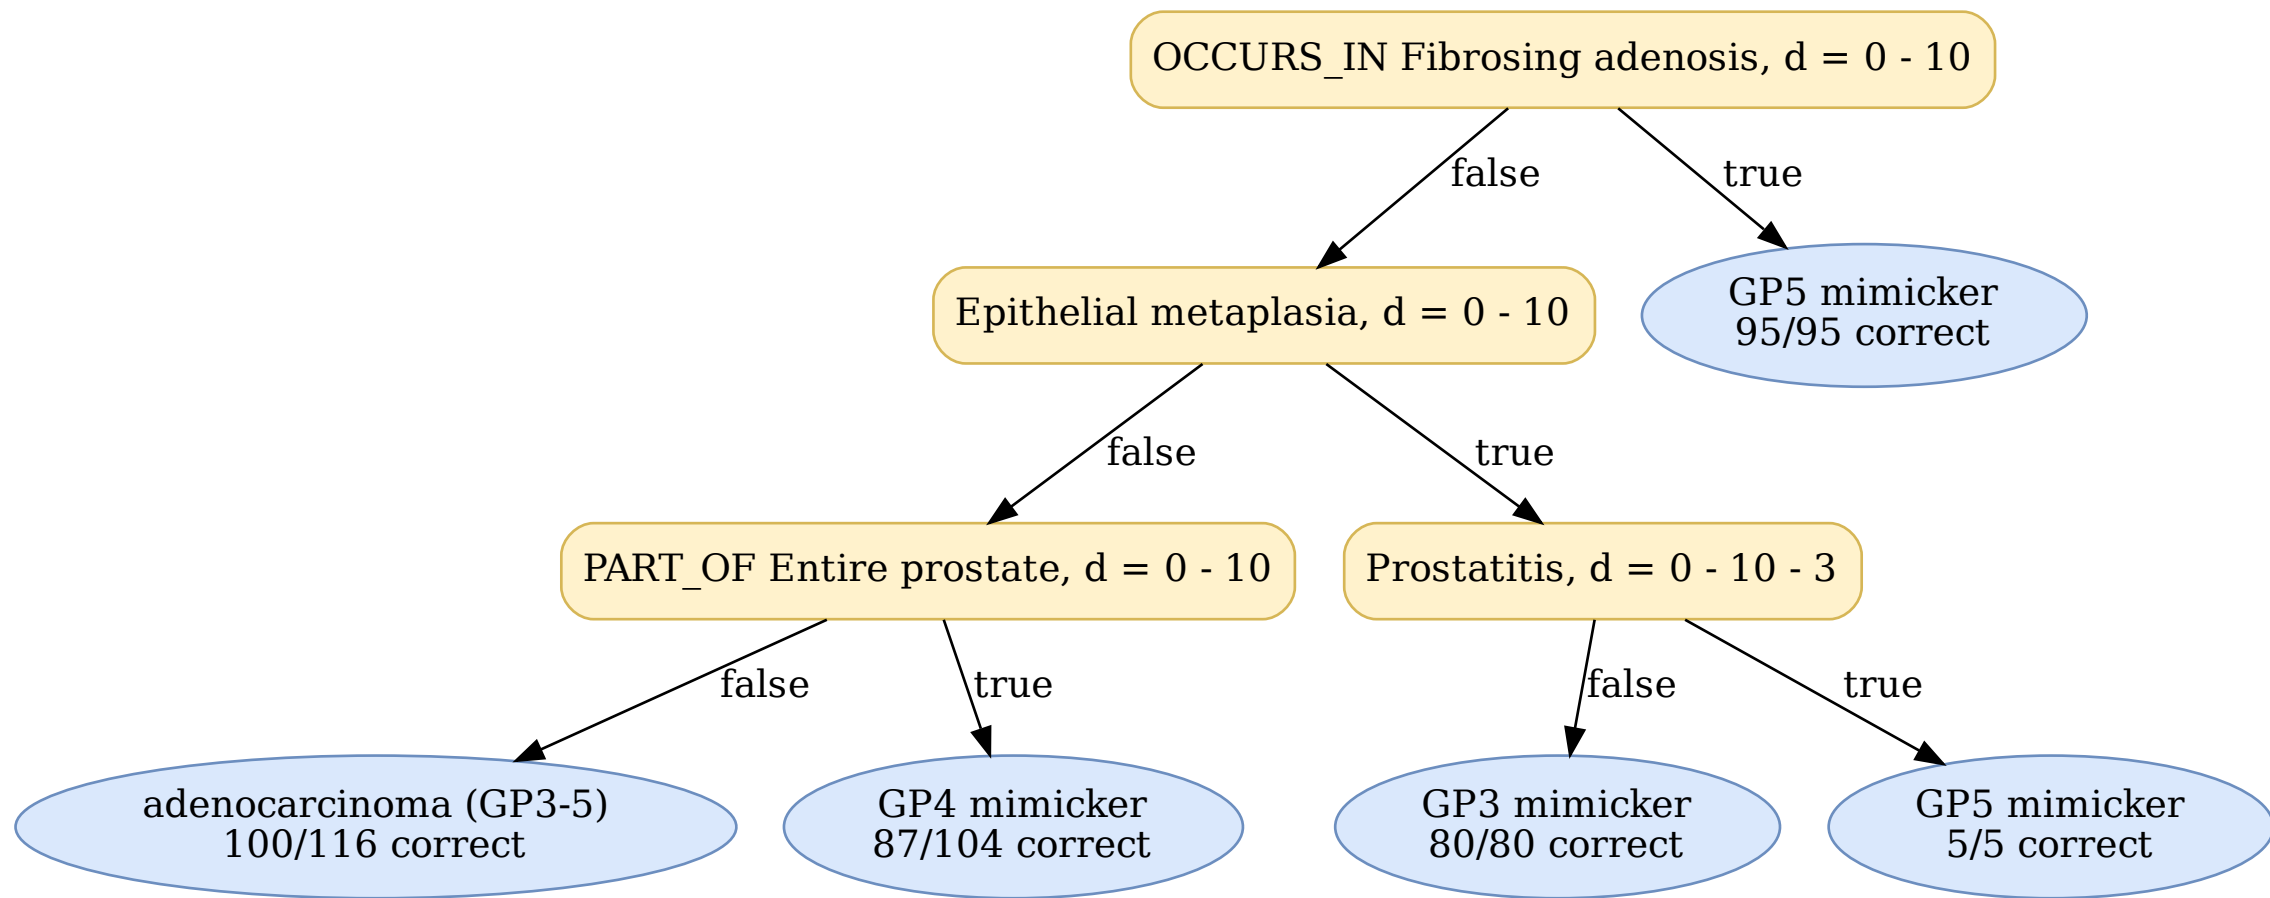 OCCURS_IN Fibrosing adenosis, d = 0 - 10
false
true
Epithelial metaplasia, d = 0 - 10
GP5 mimicker
95/95 correct
false
true
PART_OF Entire prostate, d = 0 - 10
Prostatitis, d = 0 - 10 - 3
false
true
false
true
adenocarcinoma (GP3-5)
100/116 correct
GP4 mimicker
87/104 correct
GP3 mimicker
80/80 correct
GP5 mimicker
5/5 correct